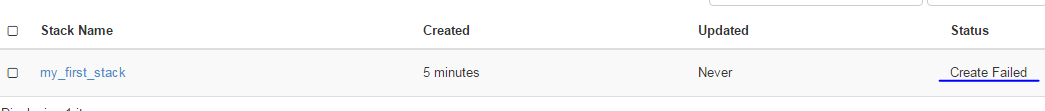 Stack Name Created Updated Status
my_first_stack 5 minutes Never Create Failed